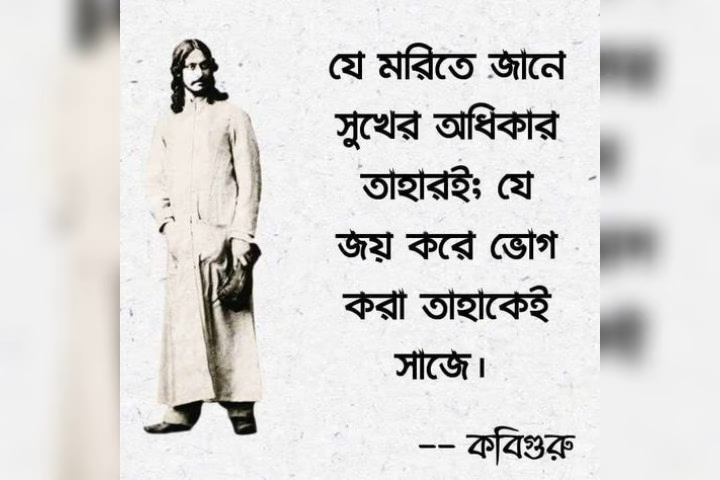 যে মরিতে জানে
সুখের অধিকার
তাহারই; যে
জয় করে ভোগ
করা তাহাকেই
সাজে।
-- কবিগুরু